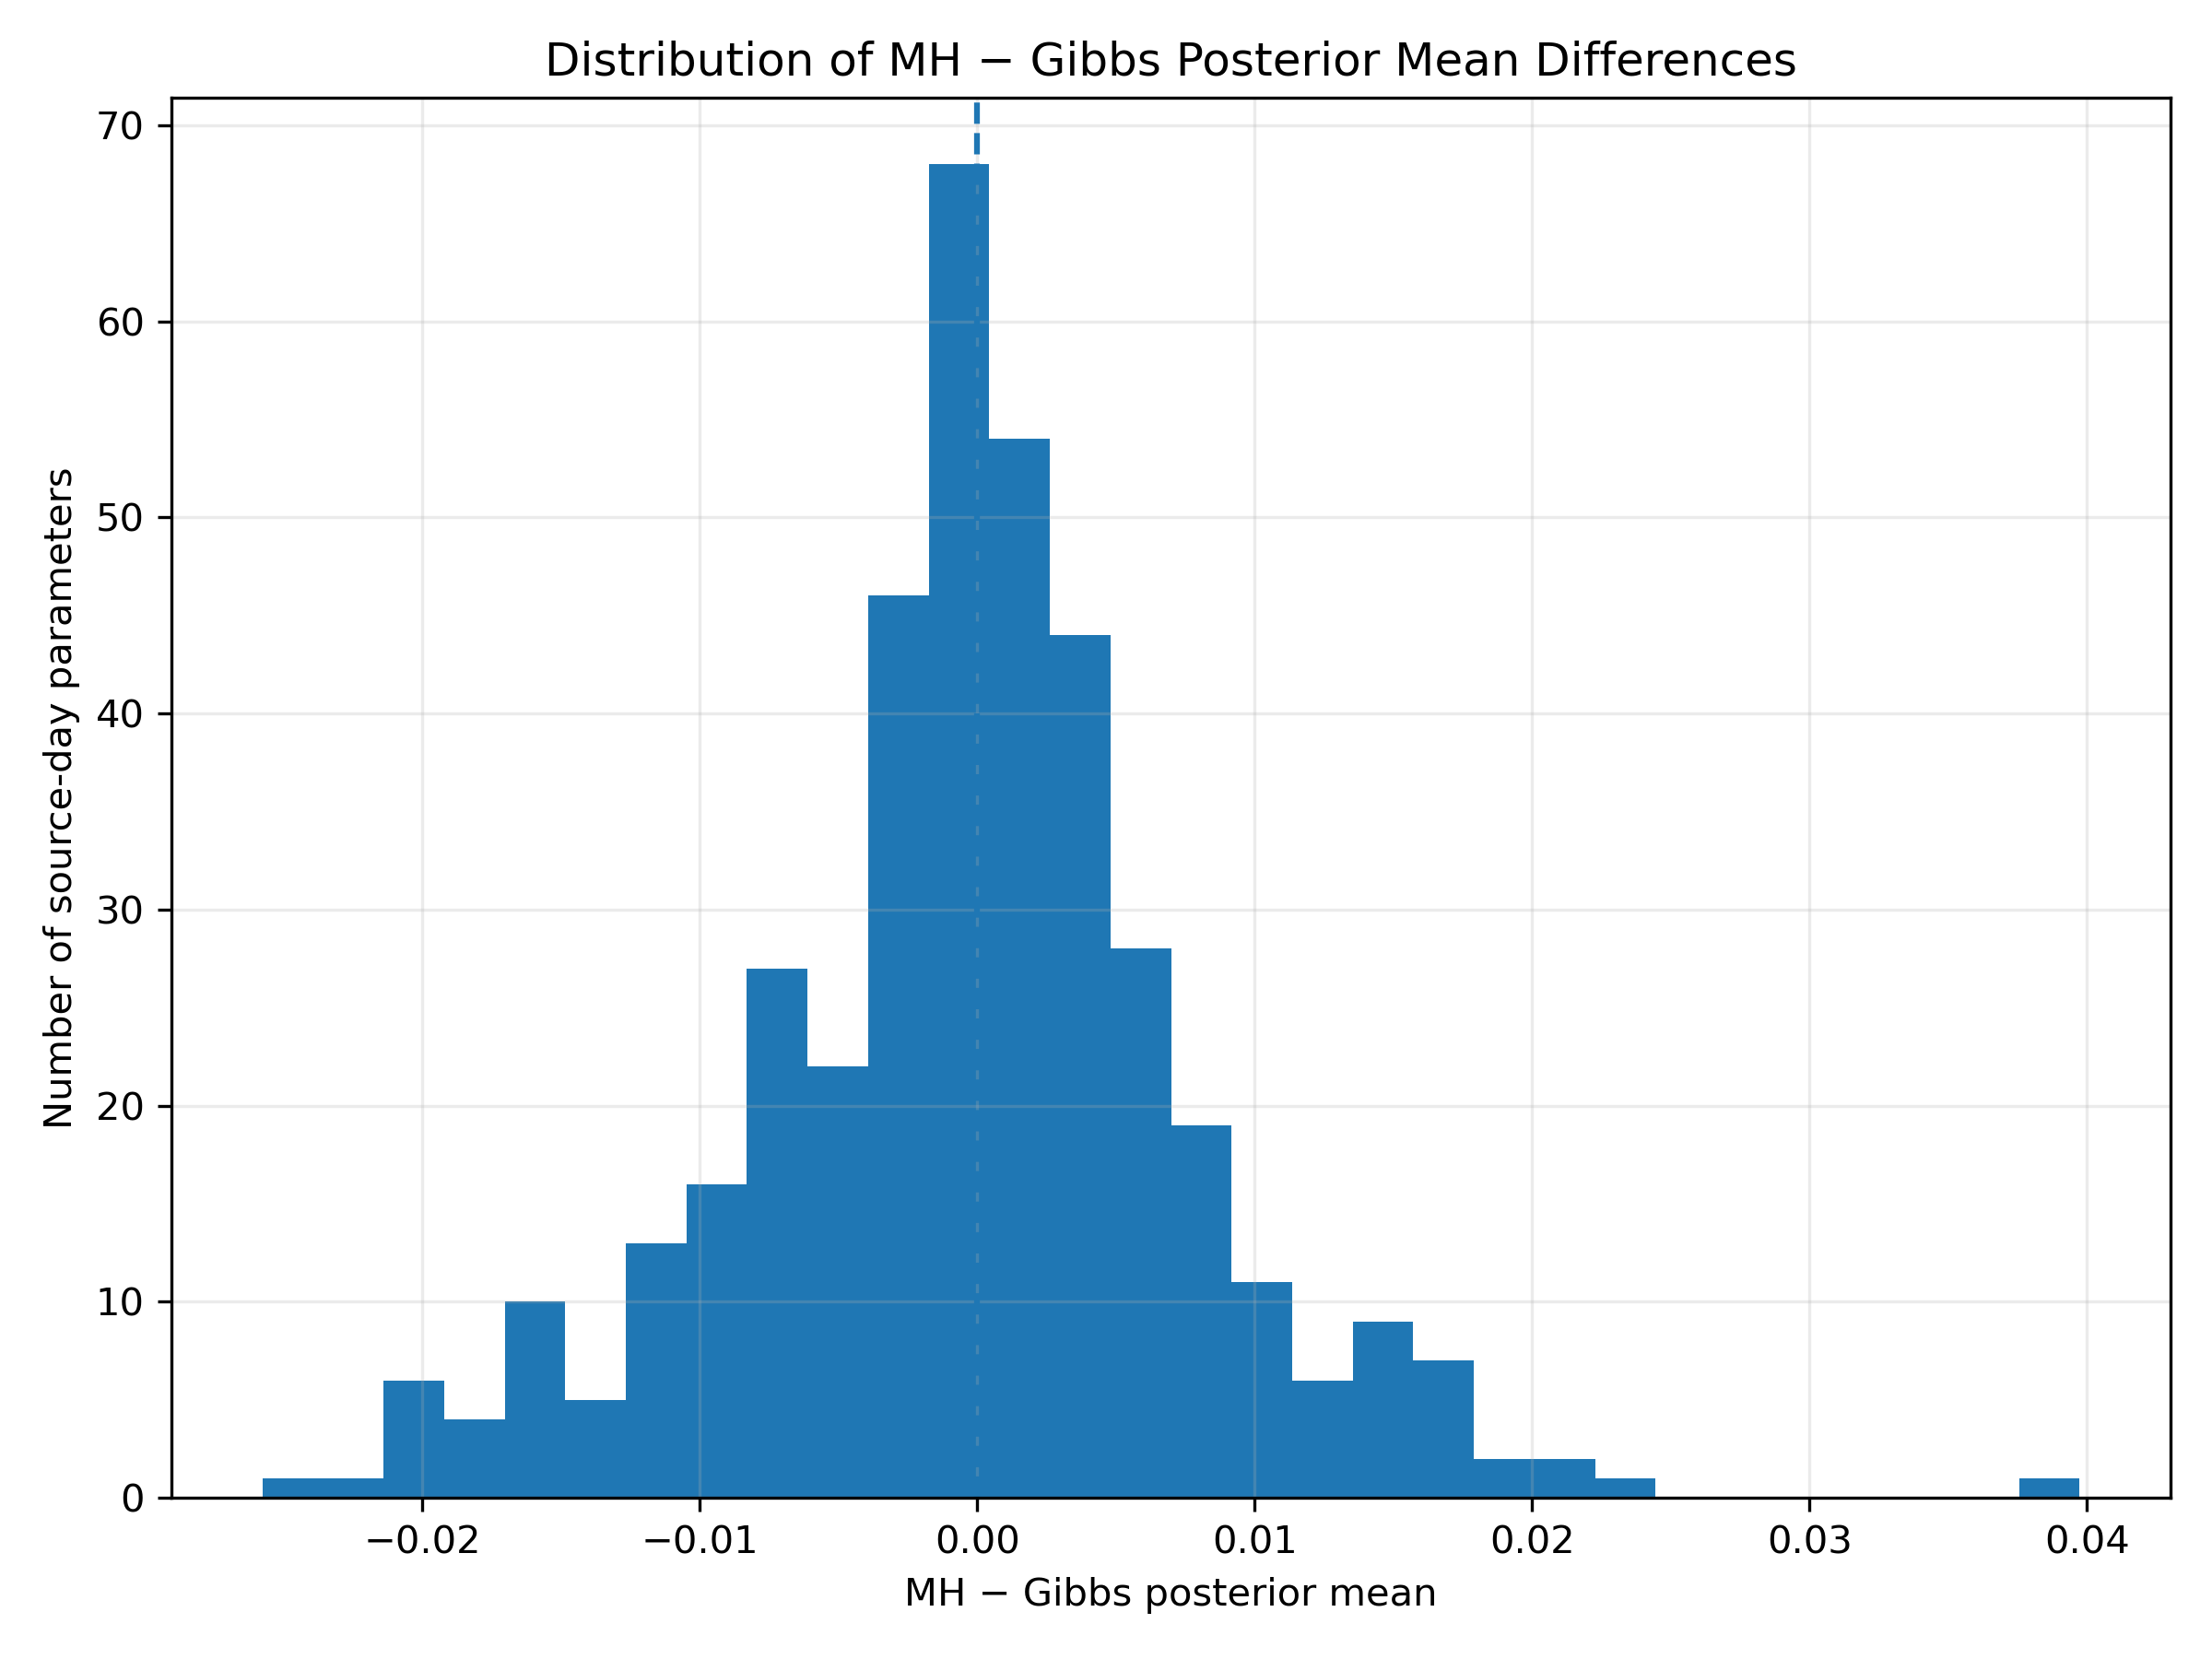 Distribution of MH − Gibbs Posterior Mean Differences
Number of source-day parameters
70
60
50
40
30
20
10
0
−0.02 −0.01 0.00 0.01 0.02 0.03 0.04
MH − Gibbs posterior mean